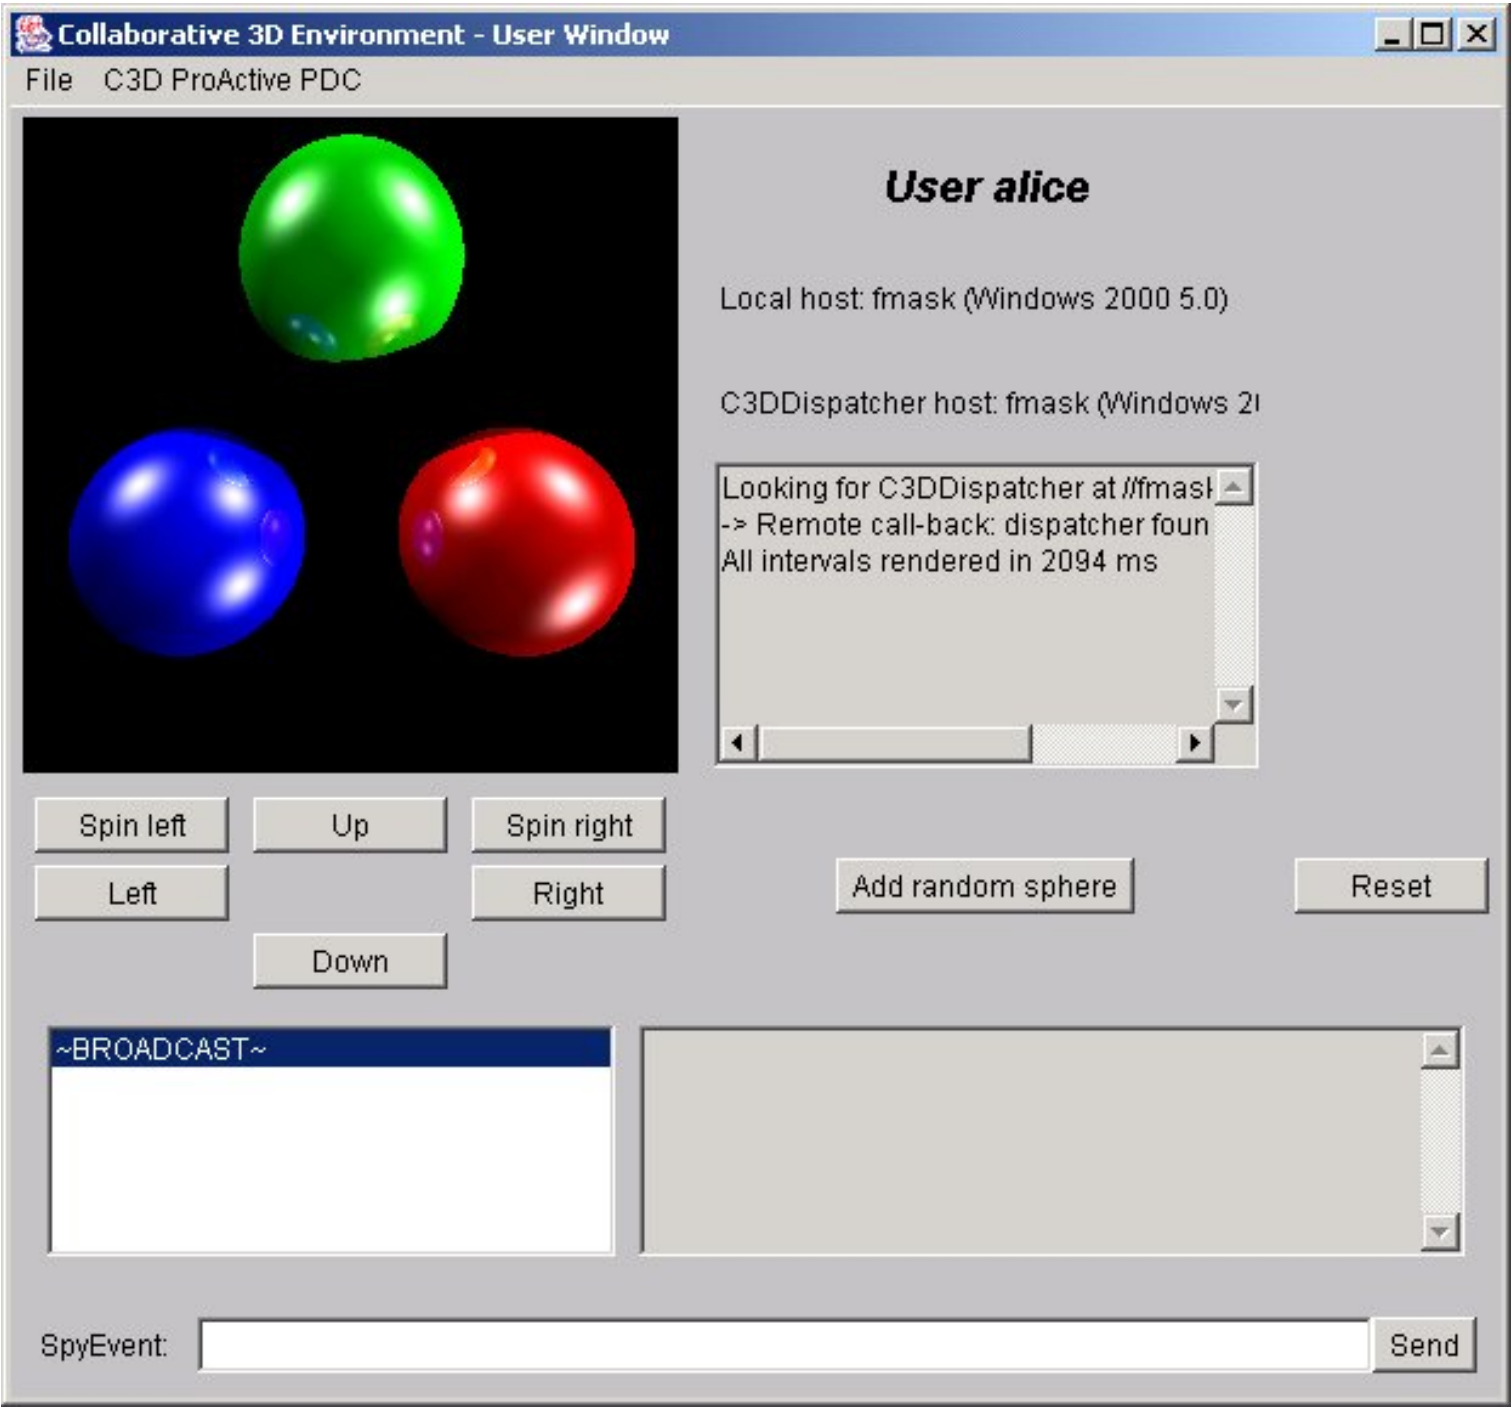 Collaborative 3D Environment - User Window
File C3D ProActive PDC
User alice
Local host: fmask (Windows 2000 5.0)
C3DDispatcher host: fmask (Windows
Looking for C3DDispatcher at
-> Remote call-back: dispatcher foun
All intervals rendered in 2094 ms
Spin left Up Spin right
Left Right Add random sphere Reset
Down
~BROADCAST~
SpyEvent: Send